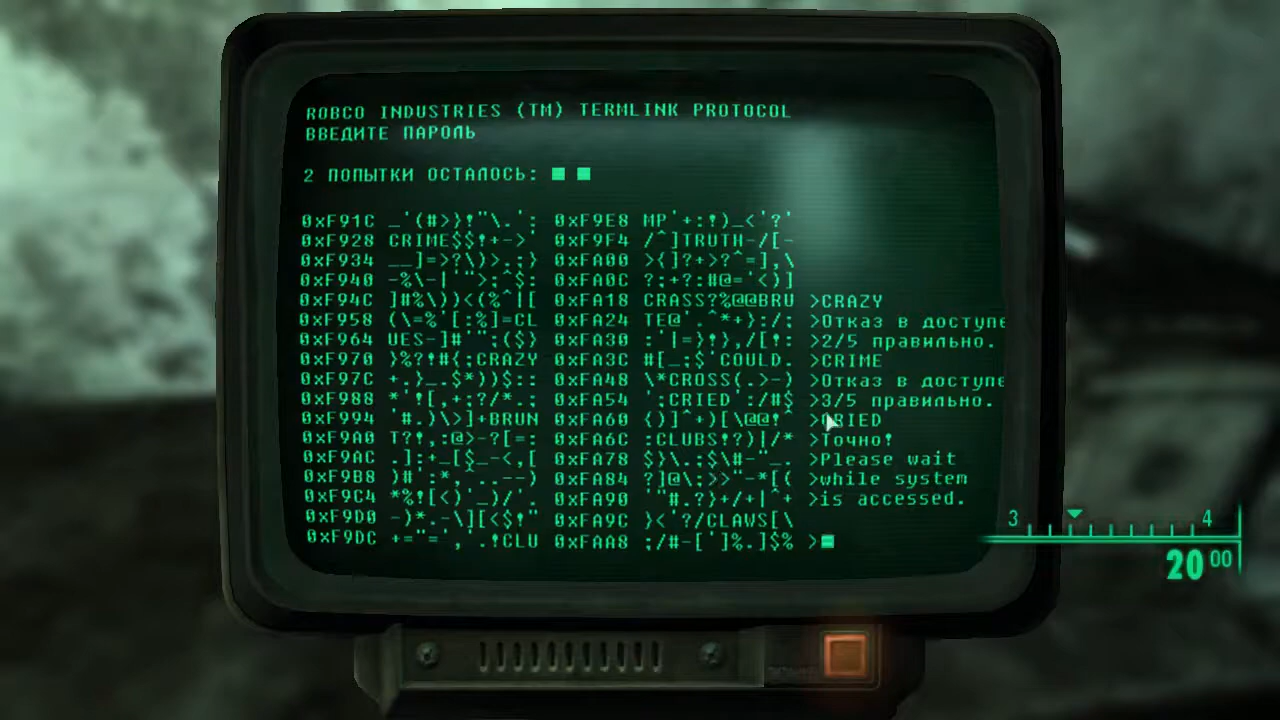 ROBCO INDUSTRIES (TM) TERMLINK PROTOCOL
ВВЕДИТЕ ПАРОЛЬ
2 ПОПЫТКИ ОСТАЛОСЬ: ■ ■
0xF91C _'(#>}!"\.': 0xF9E8 MP'+:!)_<'?'
0xF928 CRIME$$!+->' 0xF9F4 /^]TRUTH-/[-
0xF934 __]=>?\)>.;} 0xFA00 >{]?+>?^=],\
0xF940 -%\-|'">:^$: 0xFA0C ?:+?:#@='<)]
0xF94C ]#%\))<(%^|[ 0xFA18 CRASS?%@@BRU >CRAZY
0xF958 (\=%'[:%]=CL 0xFA24 TE@'.^*+}:/: >Отказ в доступе
0xF964 UES-]#'":($} 0xFA30 :'|=}!},/[!: >2/5 правильно.
0xF970 }%?!#{;CRAZY 0xFA3C #[_;$'COULD. >CRIME
0xF97C +.}_.$*))$:: 0xFA48 \*CROSS(.>-) >Отказ в доступе
0xF988 *'![,+;?/*.; 0xFA54 ';CRIED':/#$ >3/5 правильно.
0xF994 '#.)\>]+BRUN 0xFA60 {)]^+)[\@@!^ >CRIED
0xF9A0 T?!,:@>-?[=: 0xFA6C :CLUBS!?)|/* >Точно!
0xF9AC .]:+_[$_-<,[ 0xFA78 $}\.;$\#-"_. >Please wait
0xF9B8 )#':*,'..--) 0xFA84 ?]@\;>>"-*[( >while system
0xF9C4 *%![<)'_)/'. 0xFA90 '"#.?}+/+|^+ >is accessed.
0xF9D0 -)*.-\][<$!" 0xFA9C }<'?/CLAWS[\
0xF9DC +="=','.!CLU 0xFAA8 ;/#-[']%.]$% >■
3 4
20 00